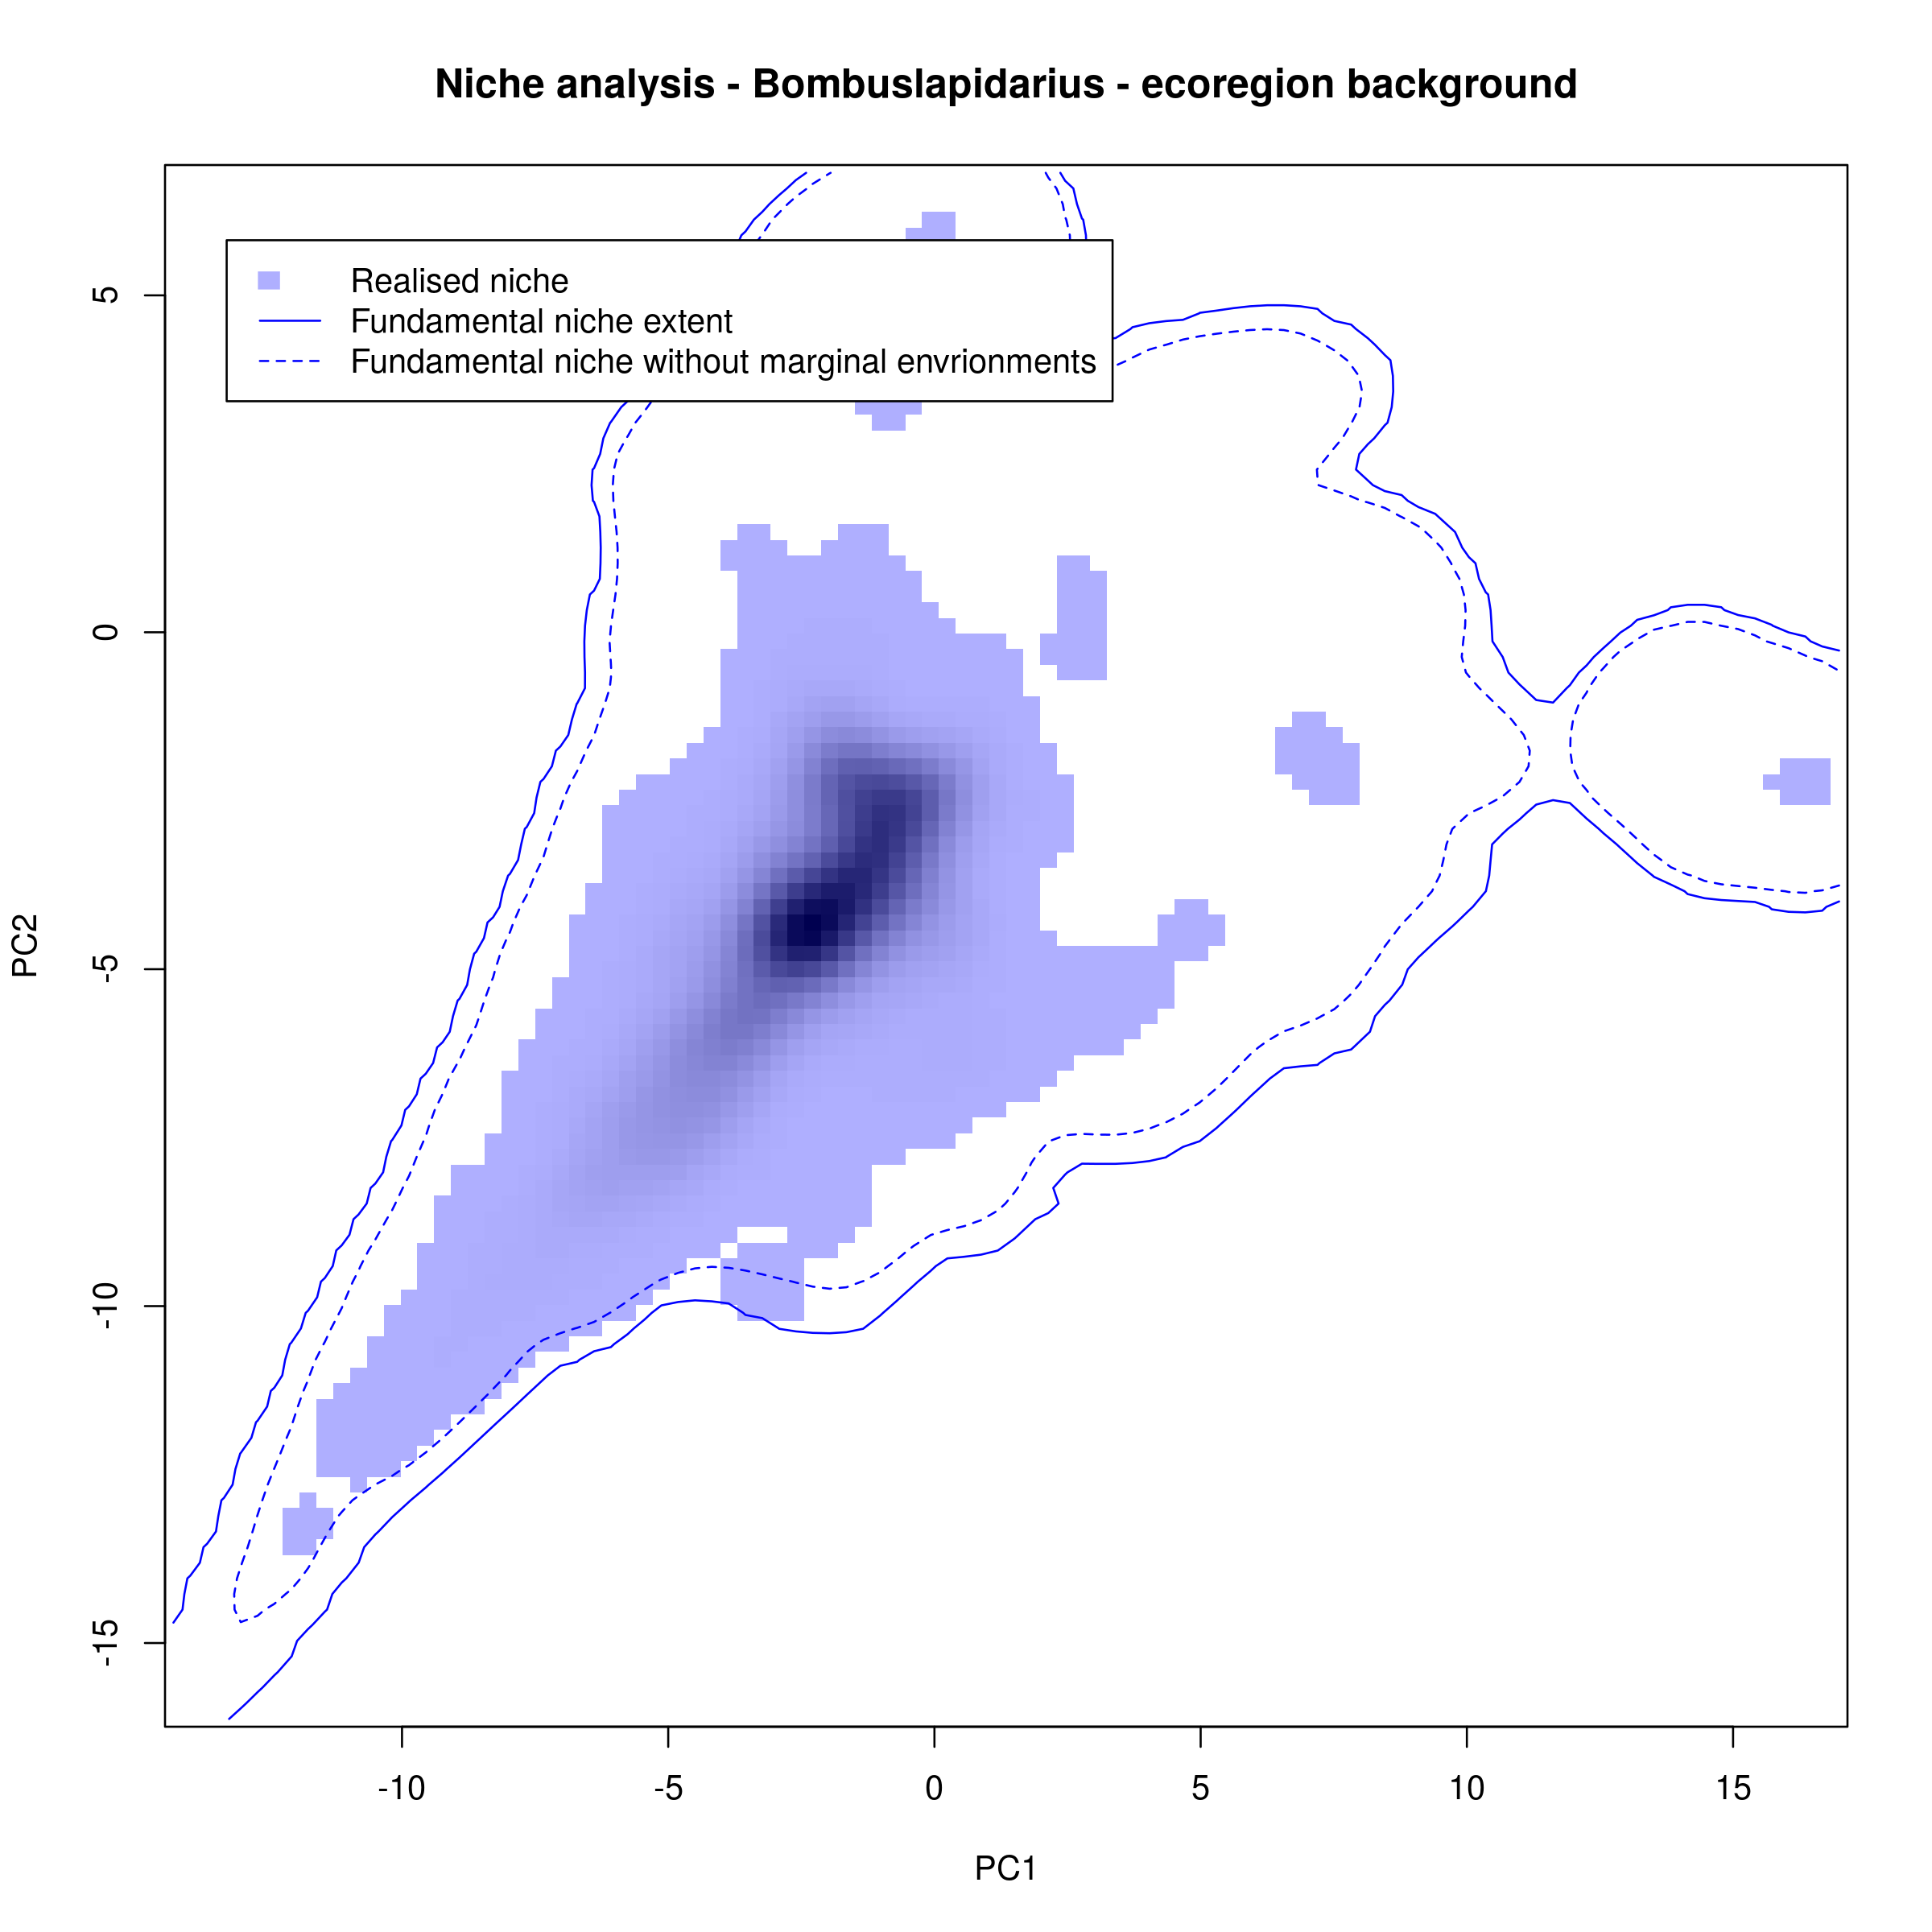 Niche analysis - Bombuslapidarius - ecoregion background
Realised niche
Fundamental niche extent
Fundamental niche without marginal envrionments
5
0
-5
-10
-15
PC2
-10 -5 0 5 10 15
PC1